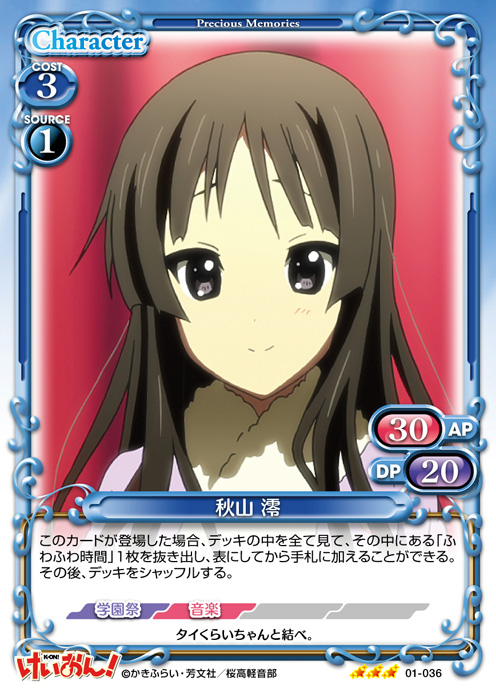 Precious Memories
Character
COST
3
SOURCE
1
30 AP
DP 20
秋山 澪
このカードが登場した場合、デッキの中を全て見て、その中にある「ふ
わふわ時間」1枚を抜き出し、表にしてから手札に加えることができる。
その後、デッキをシャッフルする。
学園祭 音楽
タイくらいちゃんと結べ。
K-ON!
けいおん!
©かきふらい・芳文社/桜高軽音部
01-036